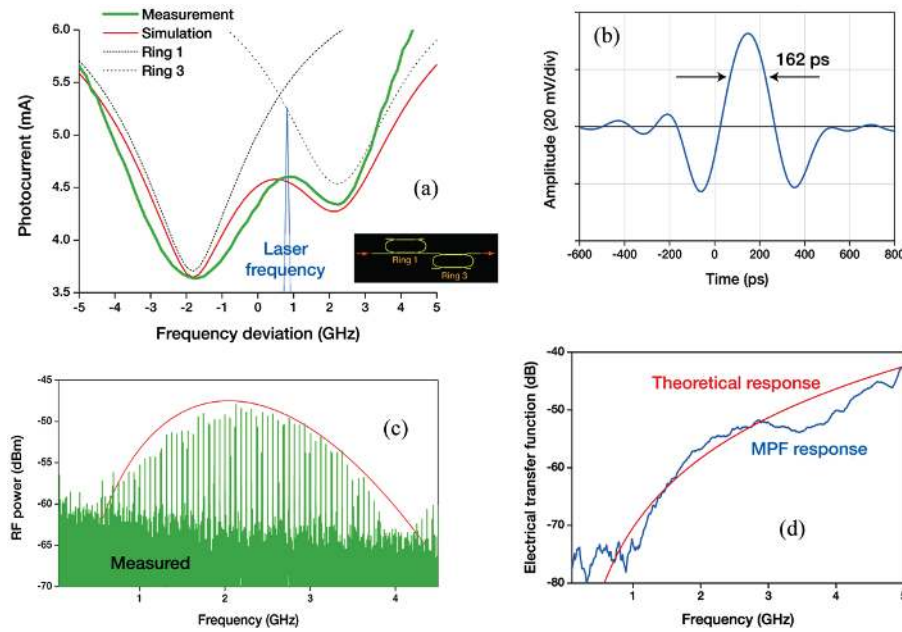 Measurement
Simulation
Ring 1
Ring 3
(a)
Laser
frequency
Ring 1
Ring 3
Photocurrent (mA)
6.0
5.5
5.0
4.5
4.0
3.5
-5 -4 -3 -2 -1 0 1 2 3 4 5
Frequency deviation (GHz)
(b)
162 ps
Amplitude (20 mV/div)
-600 -400 -200 0 200 400 600 800
Time (ps)
(c)
Measured
RF power (dBm)
-45
-50
-55
-60
-65
-70
1 2 3 4
Frequency (GHz)
Theoretical response
MPF response
(d)
Electrical transfer function (dB)
-40
-50
-60
-70
-80
1 2 3 4 5
Frequency (GHz)